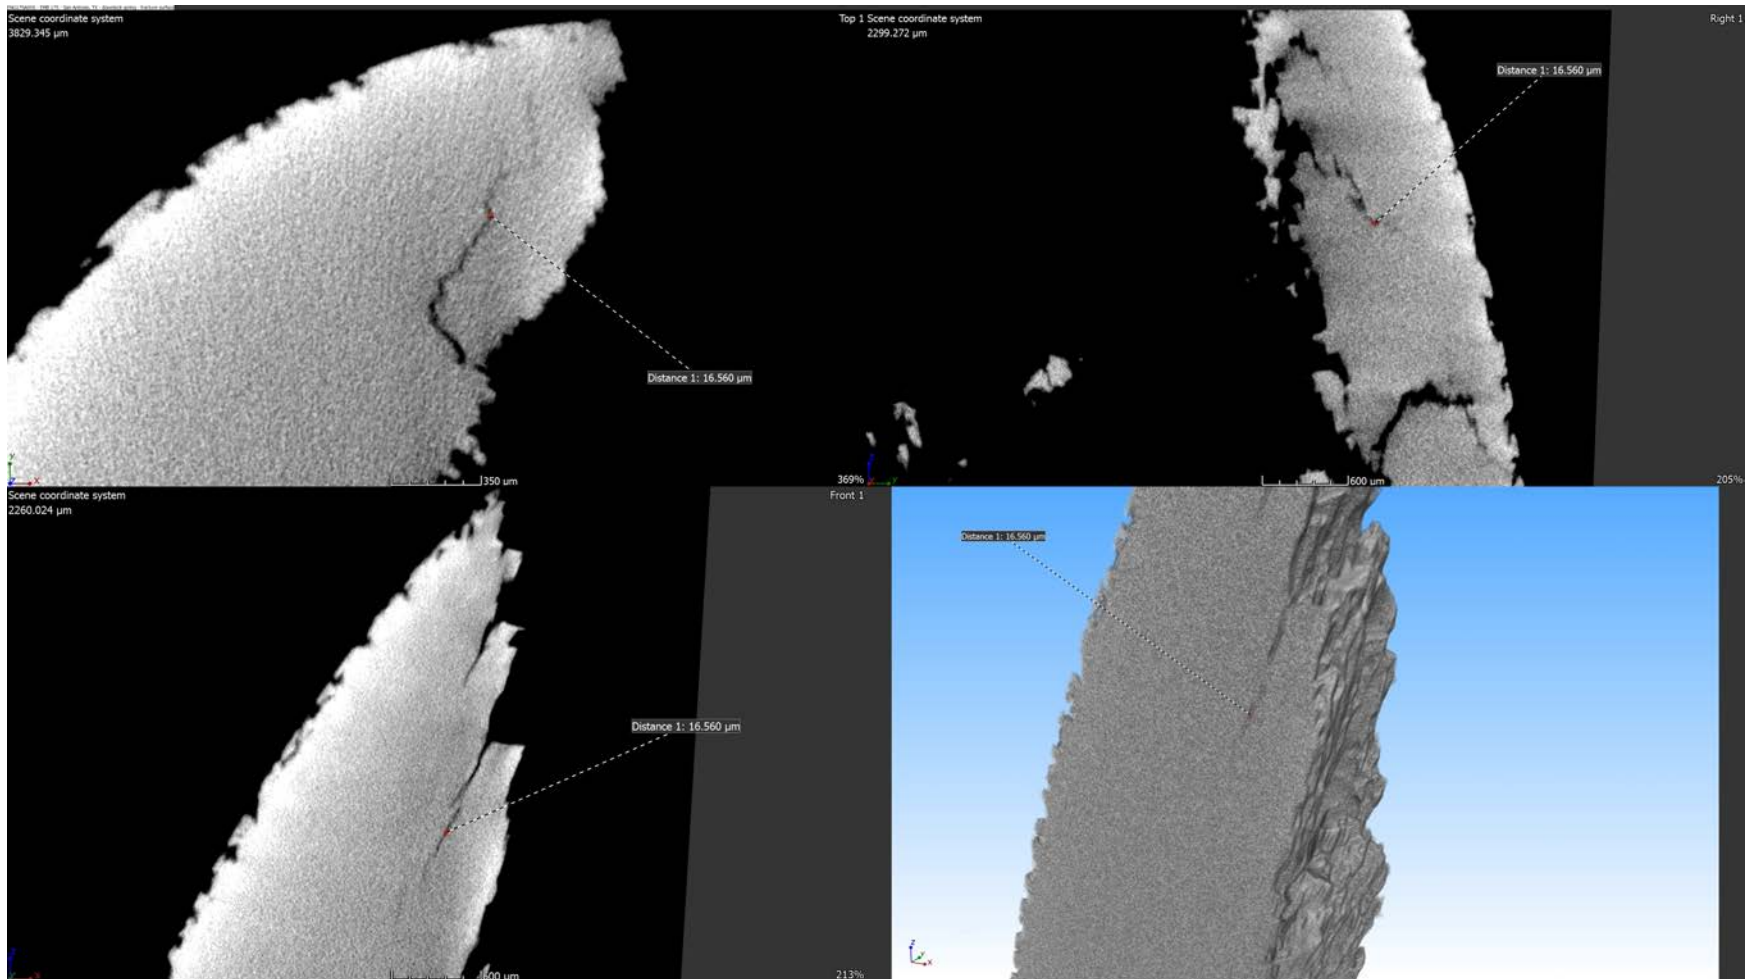 Scene coordinate system
3829.345 µm
Top 1
Scene coordinate system
2299.272 µm
Right 1
Distance 1: 16.560 µm
Distance 1: 16.560 µm
y
x
350 µm
369%
z
y
600 µm
205%
Scene coordinate system
2260.024 µm
Front 1
Distance 1: 16.560 µm
Distance 1: 16.560 µm
600 µm
213%
z
y
x